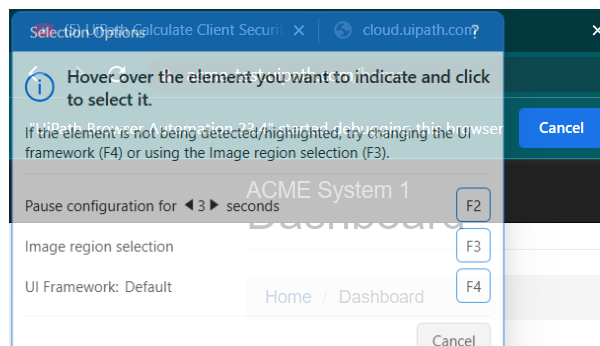 Selection Options
(5) UiPath Calculate Client Securit
cloud.uipath.com
?
Hover over the element you want to indicate and click
to select it.
"UiPath Browser Automation 23.4" started debugging this browser
Cancel
If the element is not being detected/highlighted, try changing the UI
framework (F4) or using the Image region selection (F3).
ACME System 1
Pause configuration for 3 seconds
F2
Dashboard
Image region selection
F3
UI Framework: Default
F4
Home / Dashboard
Cancel